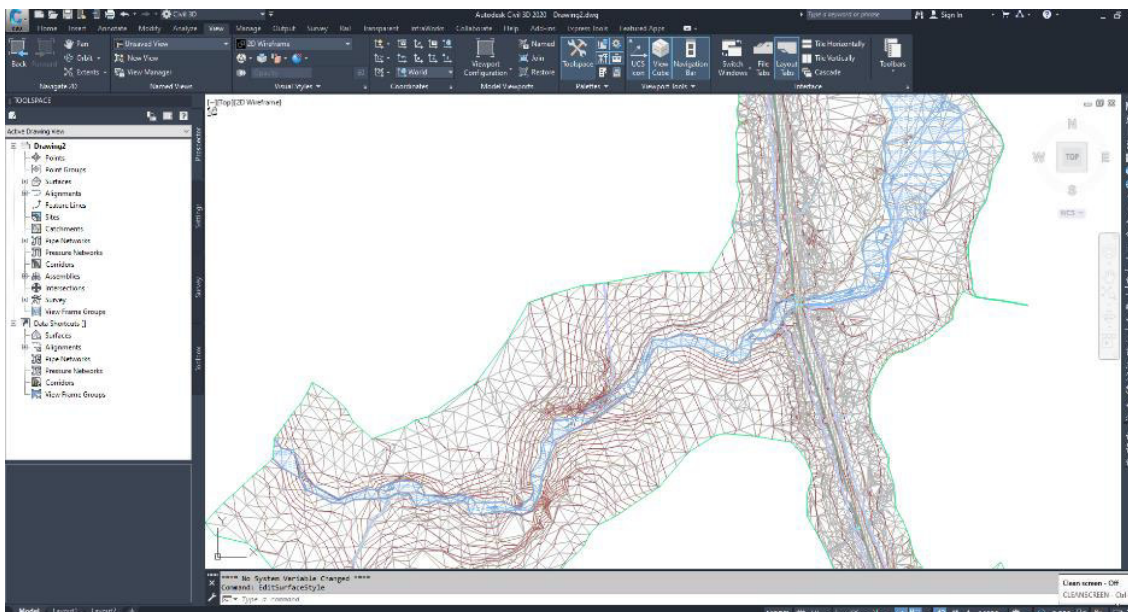 Civil 3D
Autodesk Civil 3D 2020 Drawing2.dwg
Type a keyword or phrase
Sign In
Home Insert Annotate Modify Analyze View Manage Output Survey Rail Transparent InfraWorks Collaborate Help Add-ins Express Tools Featured Apps
Pan
Unsaved View
2D Wireframe
Named
Tile Horizontally
Orbit
New View
Join
Tile Vertically
Back
Extents
View Manager
World
Viewport Configuration
Restore
Toolspace
UCS Icon
View Cube
Navigation Bar
Switch Windows
File Tabs
Layout Tabs
Cascade
Toolbars
Navigate 2D
Named Views
Visual Styles
Coordinates
Model Viewports
Palettes
Viewport Tools
Interface
TOOLSPACE
[-][Top][2D Wireframe]
Active Drawing View
Drawing2
Points
Point Groups
Surfaces
Alignments
Feature Lines
Sites
Catchments
Pipe Networks
Pressure Networks
Corridors
Assemblies
Intersections
Survey
View Frame Groups
Data Shortcuts []
Surfaces
Alignments
Pipe Networks
Pressure Networks
Corridors
View Frame Groups
Prospector
Settings
Survey
Toolbox
N
W
TOP
E
S
WCS
**** No System Variable Changed ****
Command: EditSurfaceStyle
Type a command
Clean screen - Off
CLEANSCREEN - Ctrl
Model Layout1 Layout2 +